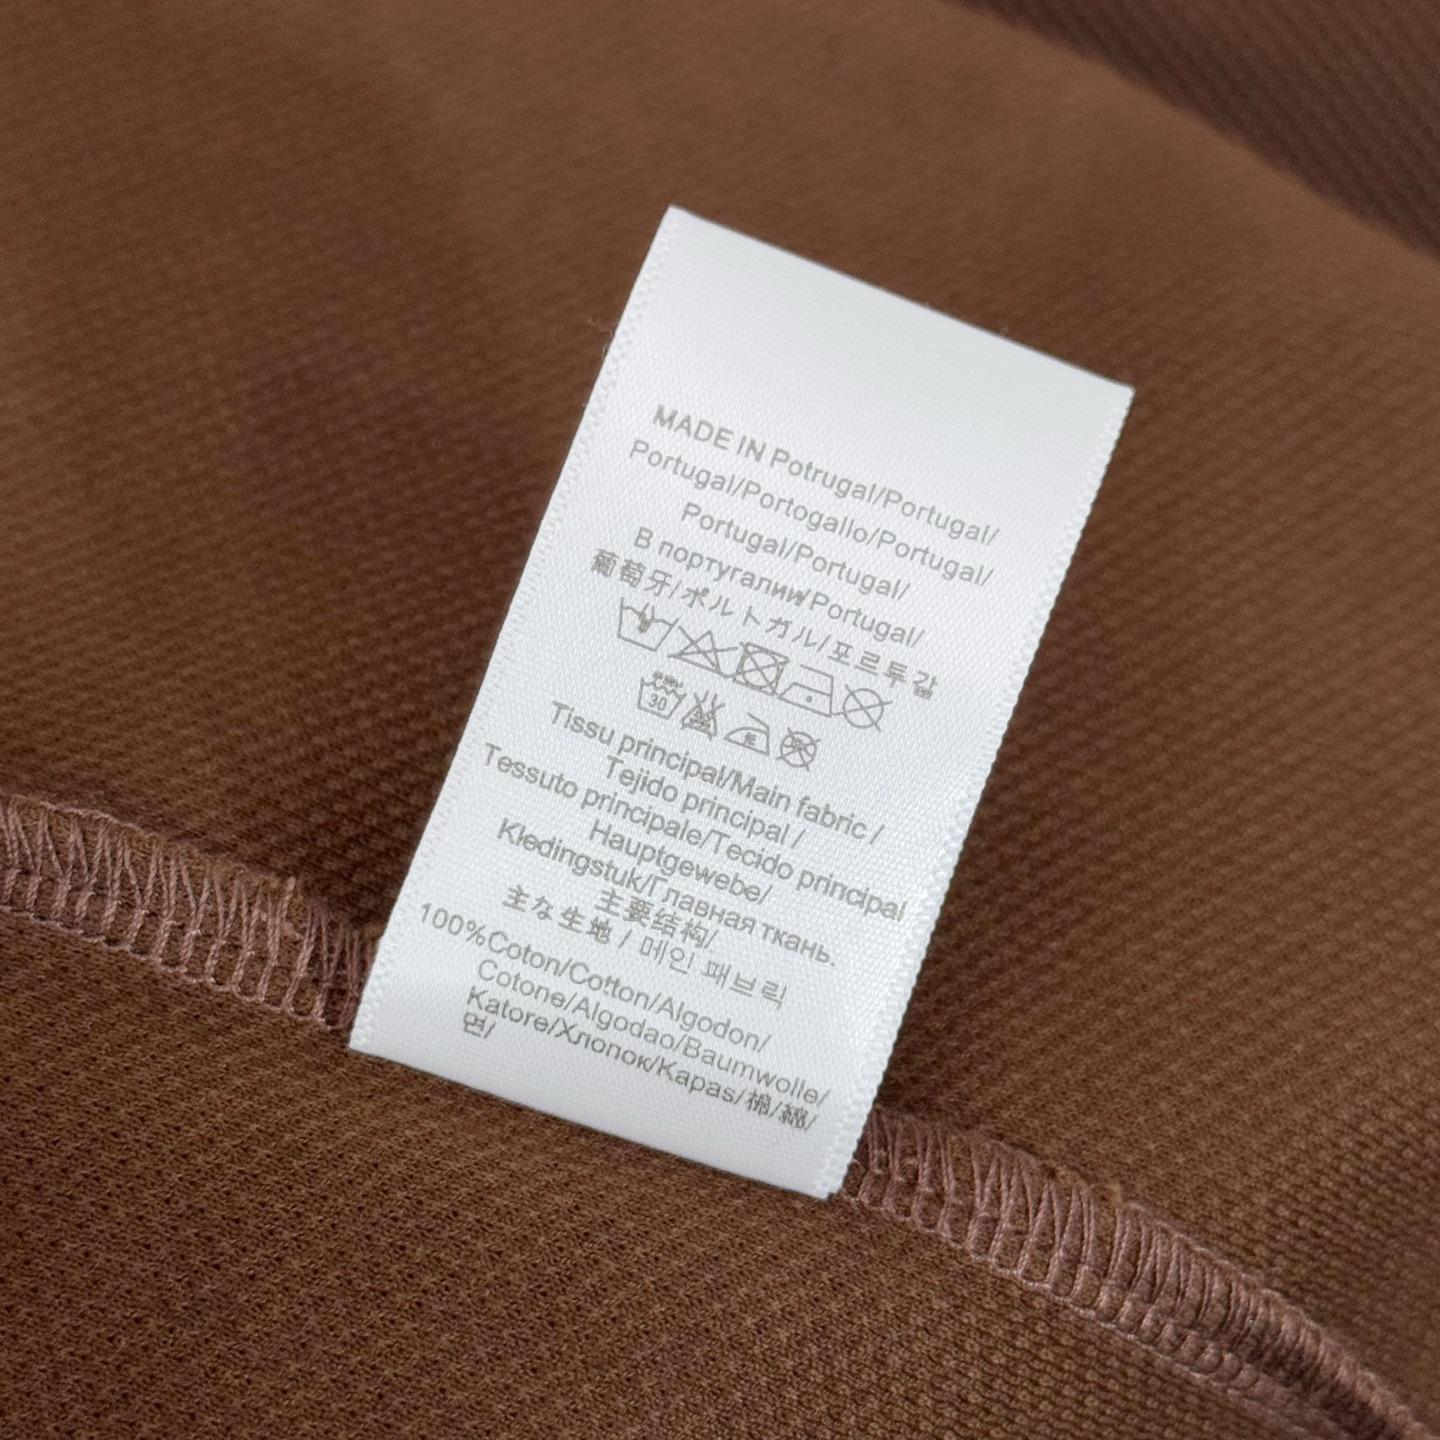 MADE IN Potrugal/Portugal/
Portugal/Portogallo/Portugal/
Portugal/Portugal/
В португалии/Portugal/
葡萄牙/ポルトガル/포르투갈
30
Tissu principal/Main fabric /
Tejido principal /
Tessuto principale/Tecido principal
Hauptgewebe/
Kledingstuk/Главная ткань.
主要结构/
主な生地 / 메인 패브릭
100%Coton/Cotton/Algodon/
Cotone/Algodao/Baumwolle/
Katore/Хлопок/Kapas/棉/綿/
면/